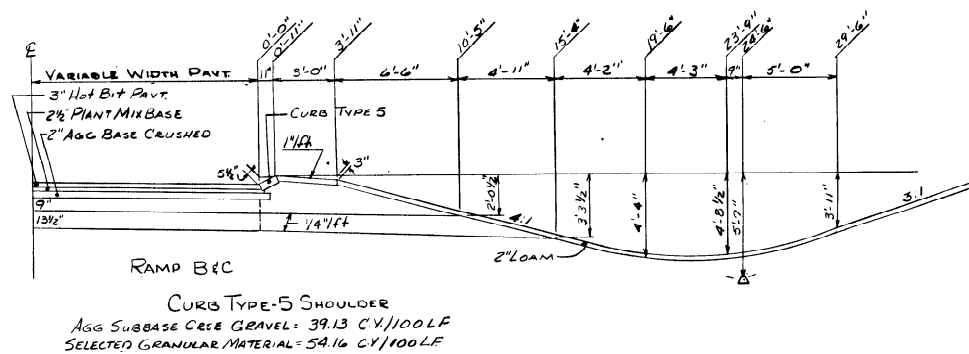 0'-0"
0'-11"
3'-11"
10'-5"
15'-4"
19'-6"
23'-9"
24'-6"
29'-6"
VARIABLE WIDTH PAVT.
11"
3'-0"
6'-6"
4'-11"
4'-2"
4'-3"
9"
5'-0"
3" Hot Bit PAVT.
2½" PLANT MIX BASE
2" AGG BASE CRUSHED
CURB TYPE 5
1"/ft
3"
5½"
9"
13½"
1/4"/ft
2'-0½"
3'3½"
4'-4"
4'-8½"
5'-7"
3'-11"
4:1
3:1
2" LOAM
RAMP B&C
CURB TYPE-5 SHOULDER
AGG SUBBASE CRSE GRAVEL = 39.13 C.Y./100 LF
SELECTED GRANULAR MATERIAL = 54.16 C.Y./100 LF